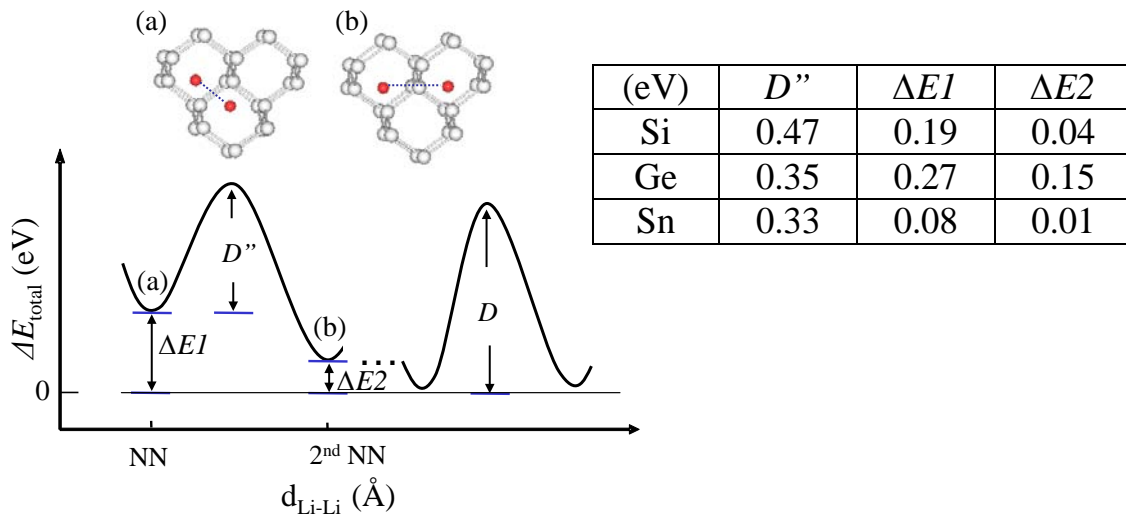 (a)
(b)
(eV) D” ΔE1 ΔE2
Si 0.47 0.19 0.04
Ge 0.35 0.27 0.15
Sn 0.33 0.08 0.01
ΔE_total (eV)
D”
(a)
(b)
ΔE1
D
...
ΔE2
0
NN
2nd NN
d_Li-Li (Å)